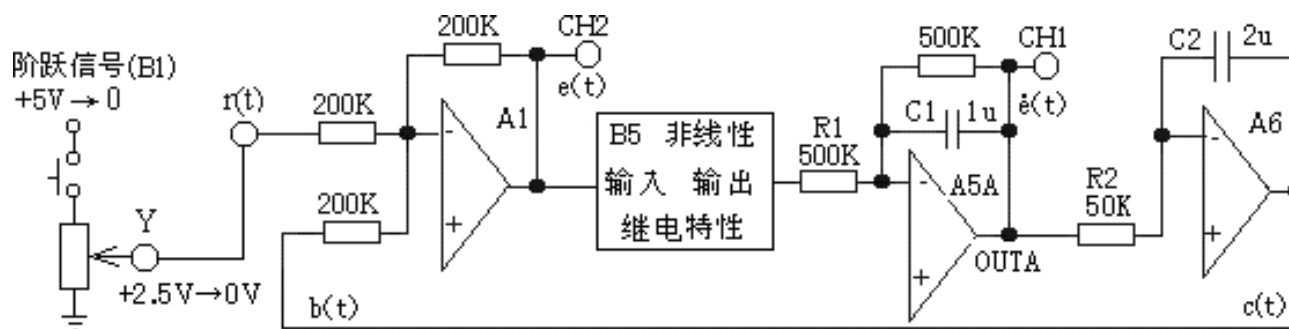 阶跃信号(B1)
+5V→0
r(t)
Y
+2.5V→0V
200K
200K
200K
-
+
A1
CH2
e(t)
b(t)
B5 非线性
输入 输出
继电特性
R1
500K
500K
C1
1u
-
+
A5A
OUTA
CH1
ė(t)
R2
50K
C2
2u
-
+
A6
c(t)